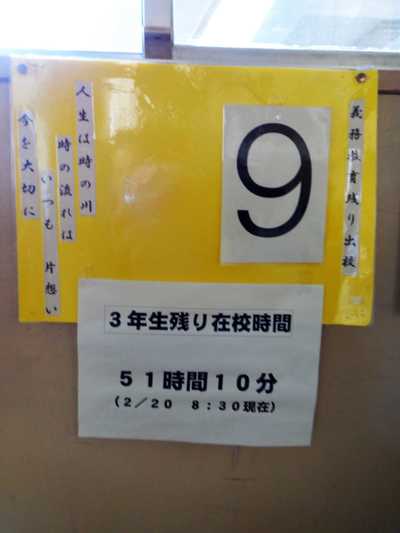 義務教育残り出校
9
人生は時の川
時の流れは
いつも 片想い
今を大切に
3年生残り在校時間
51時間10分
(2/20 8:30現在)